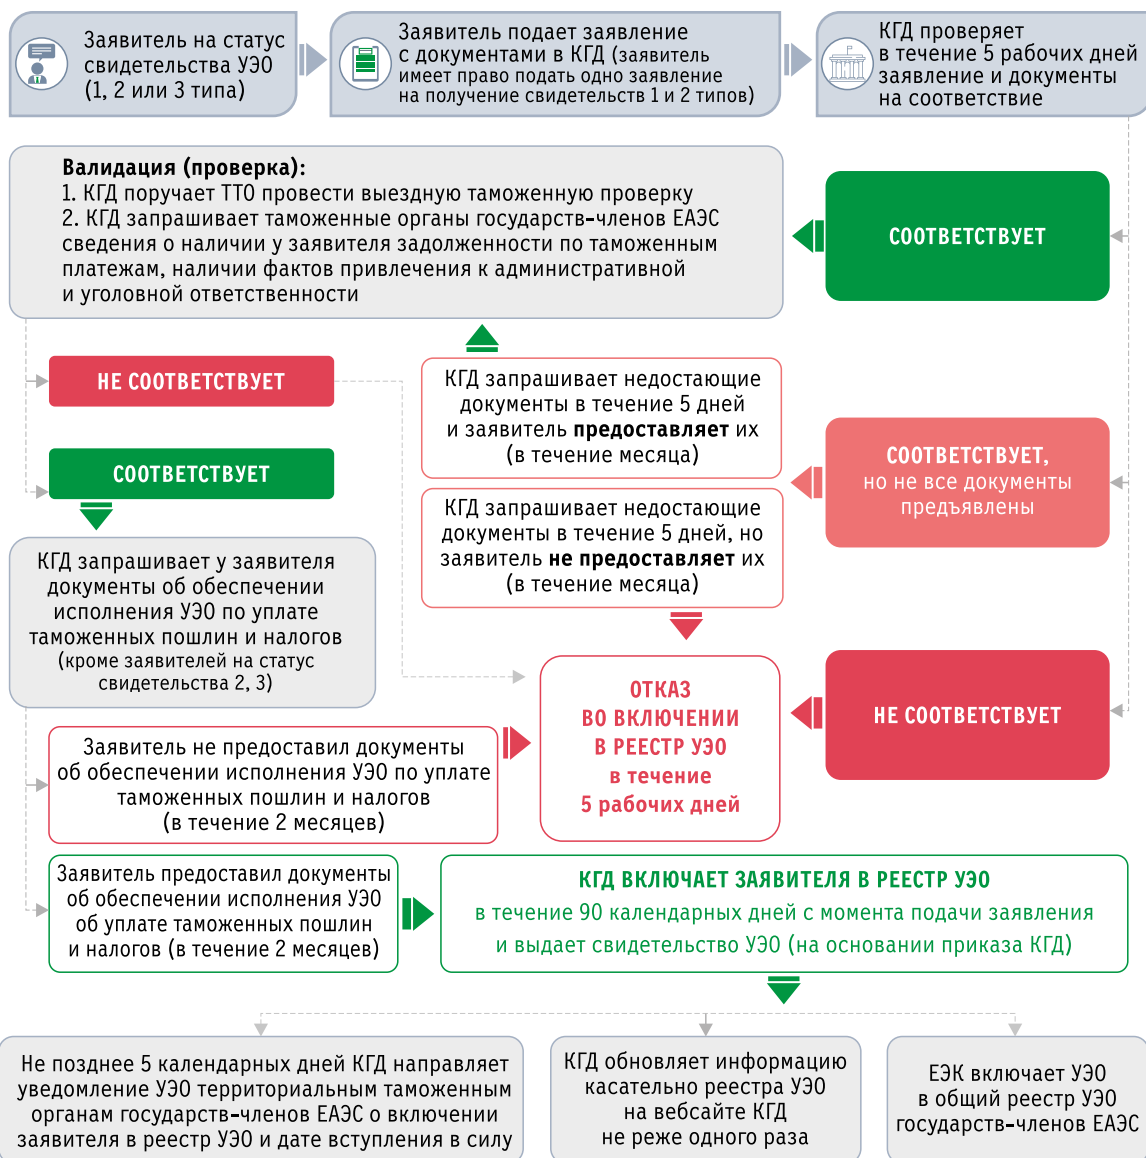 Заявитель на статус
свидетельства УЭО
(1, 2 или 3 типа)
Заявитель подает заявление
с документами в КГД (заявитель
имеет право подать одно заявление
на получение свидетельств 1 и 2 типов)
КГД проверяет
в течение 5 рабочих дней
заявление и документы
на соответствие
Валидация (проверка):
1. КГД поручает ТТО провести выездную таможенную проверку
2. КГД запрашивает таможенные органы государств-членов ЕАЭС
сведения о наличии у заявителя задолженности по таможенным
платежам, наличии фактов привлечения к административной
и уголовной ответственности
СООТВЕТСТВУЕТ
НЕ СООТВЕТСТВУЕТ
СООТВЕТСТВУЕТ
КГД запрашивает недостающие
документы в течение 5 дней
и заявитель предоставляет их
(в течение месяца)
КГД запрашивает недостающие
документы в течение 5 дней, но
заявитель не предоставляет их
(в течение месяца)
СООТВЕТСТВУЕТ,
но не все документы
предъявлены
КГД запрашивает у заявителя
документы об обеспечении
исполнения УЭО по уплате
таможенных пошлин и налогов
(кроме заявителей на статус
свидетельства 2, 3)
ОТКАЗ
ВО ВКЛЮЧЕНИИ
В РЕЕСТР УЭО
в течение
5 рабочих дней
НЕ СООТВЕТСТВУЕТ
Заявитель не предоставил документы
об обеспечении исполнения УЭО по уплате
таможенных пошлин и налогов
(в течение 2 месяцев)
Заявитель предоставил документы
об обеспечении исполнения УЭО
об уплате таможенных пошлин
и налогов (в течение 2 месяцев)
КГД ВКЛЮЧАЕТ ЗАЯВИТЕЛЯ В РЕЕСТР УЭО
в течение 90 календарных дней с момента подачи заявления
и выдает свидетельство УЭО (на основании приказа КГД)
Не позднее 5 календарных дней КГД направляет
уведомление УЭО территориальным таможенным
органам государств-членов ЕАЭС о включении
заявителя в реестр УЭО и дате вступления в силу
КГД обновляет информацию
касательно реестра УЭО
на вебсайте КГД
не реже одного раза
ЕЭК включает УЭО
в общий реестр УЭО
государств-членов ЕАЭС